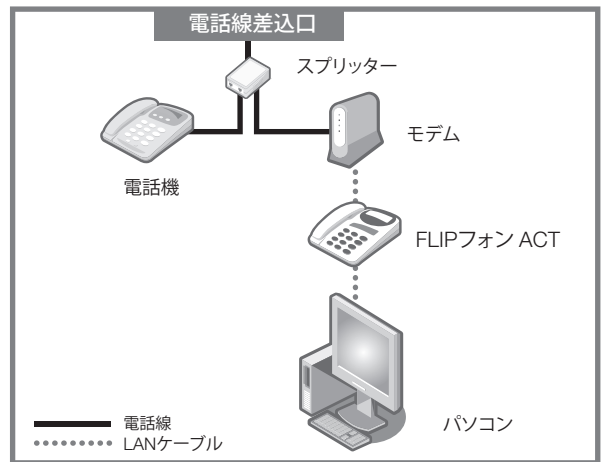 電話線差込口
スプリッター
モデム
電話機
FLIPフォン ACT
パソコン
電話線
LANケーブル